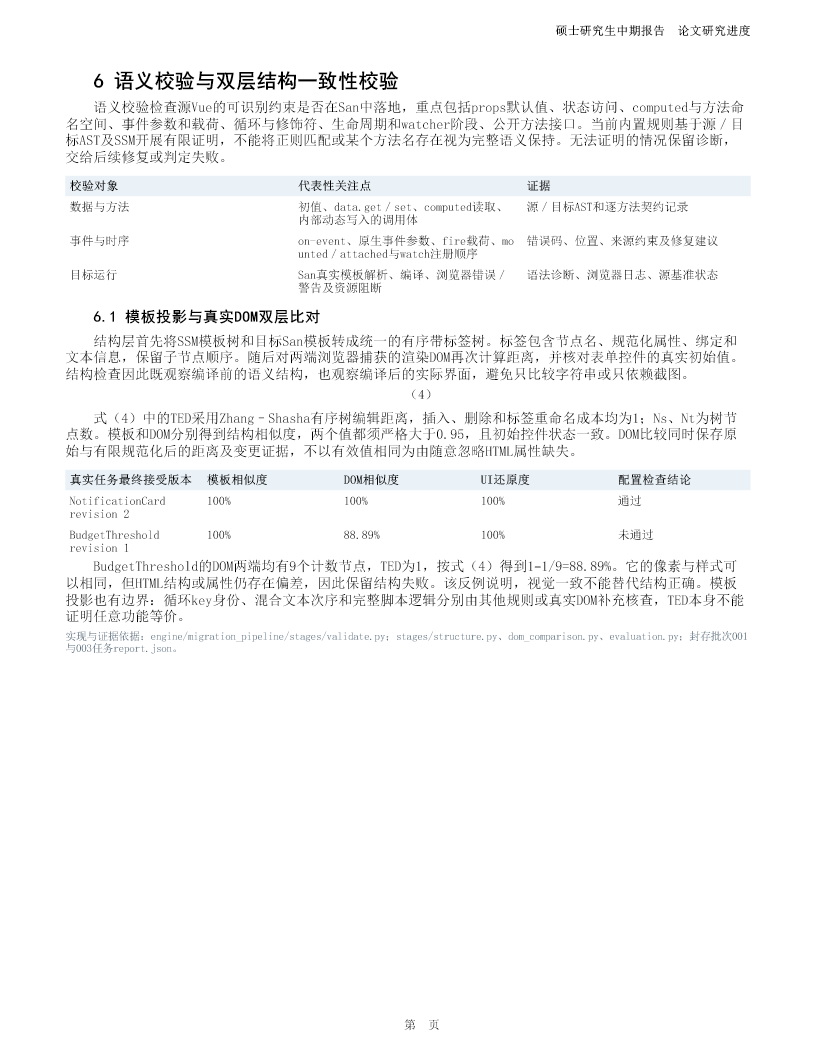 硕士研究生中期报告　论文研究进度
6 语义校验与双层结构一致性校验
语义校验检查源Vue的可识别约束是否在San中落地，重点包括props默认值、状态访问、computed与方法命
名空间、事件参数和载荷、循环与修饰符、生命周期和watcher阶段、公开方法接口。当前内置规则基于源／目
标AST及SSM开展有限证明，不能将正则匹配或某个方法名存在视为完整语义保持。无法证明的情况保留诊断，
交给后续修复或判定失败。
校验对象 代表性关注点 证据
数据与方法 初值、data.get／set、computed读取、 源／目标AST和逐方法契约记录
内部动态写入的调用体
事件与时序 on-event、原生事件参数、fire载荷、mo 错误码、位置、来源约束及修复建议
unted／attached与watch注册顺序
目标运行 San真实模板解析、编译、浏览器错误／ 语法诊断、浏览器日志、源基准状态
警告及资源阻断
6.1 模板投影与真实DOM双层比对
结构层首先将SSM模板树和目标San模板转成统一的有序带标签树。标签包含节点名、规范化属性、绑定和
文本信息，保留子节点顺序。随后对两端浏览器捕获的渲染DOM再次计算距离，并核对表单控件的真实初始值。
结构检查因此既观察编译前的语义结构，也观察编译后的实际界面，避免只比较字符串或只依赖截图。
（4）
式（4）中的TED采用Zhang–Shasha有序树编辑距离，插入、删除和标签重命名成本均为1；Ns、Nt为树节
点数。模板和DOM分别得到结构相似度，两个值都须严格大于0.95，且初始控件状态一致。DOM比较同时保存原
始与有限规范化后的距离及变更证据，不以有效值相同为由随意忽略HTML属性缺失。
真实任务最终接受版本 模板相似度 DOM相似度 UI还原度 配置检查结论
NotificationCard 100% 100% 100% 通过
revision 2
BudgetThreshold 100% 88.89% 100% 未通过
revision 1
BudgetThreshold的DOM两端均有9个计数节点，TED为1，按式（4）得到1−1/9=88.89%。它的像素与样式可
以相同，但HTML结构或属性仍存在偏差，因此保留结构失败。该反例说明，视觉一致不能替代结构正确。模板
投影也有边界：循环key身份、混合文本次序和完整脚本逻辑分别由其他规则或真实DOM补充核查，TED本身不能
证明任意功能等价。
实现与证据依据：engine/migration_pipeline/stages/validate.py；stages/structure.py、dom_comparison.py、evaluation.py；封存批次001
与003任务report.json。
第　页